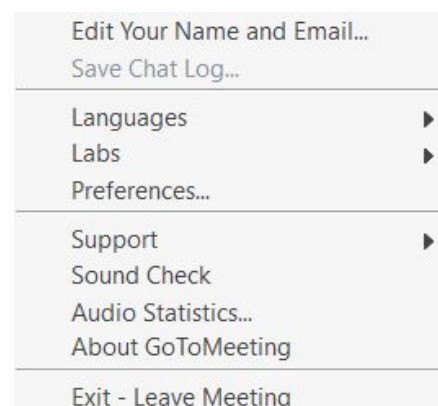 Edit Your Name and Email...
Save Chat Log...
Languages
Labs
Preferences...
Support
Sound Check
Audio Statistics...
About GoToMeeting
Exit - Leave Meeting